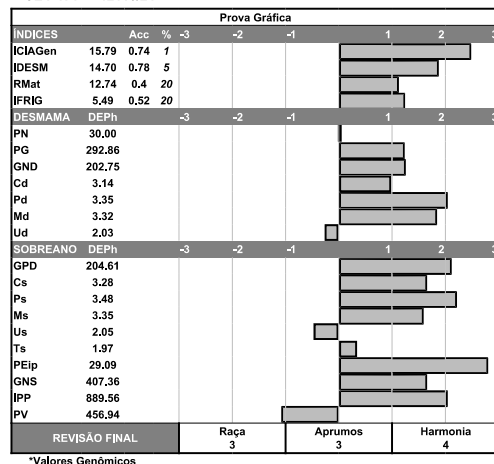 Prova Gráfica
ÍNDICES DEPh Acc % -3 -2 -1 1 2 3
ICIAGen 15.79 0.74 1
IDESM 14.70 0.78 5
RMat 12.74 0.4 20
IFRIG 5.49 0.52 20
DESMAMA DEPh -3 -2 -1 1 2 3
PN 30.00
PG 292.86
GND 202.75
Cd 3.14
Pd 3.35
Md 3.32
Ud 2.03
SOBREANO DEPh -3 -2 -1 1 2 3
GPD 204.61
Cs 3.28
Ps 3.48
Ms 3.35
Us 2.05
Ts 1.97
PEip 29.09
GNS 407.36
IPP 889.56
PV 456.94
REVISÃO FINAL Raça Aprumos Harmonia
3 3 4
*Valores Genômicos